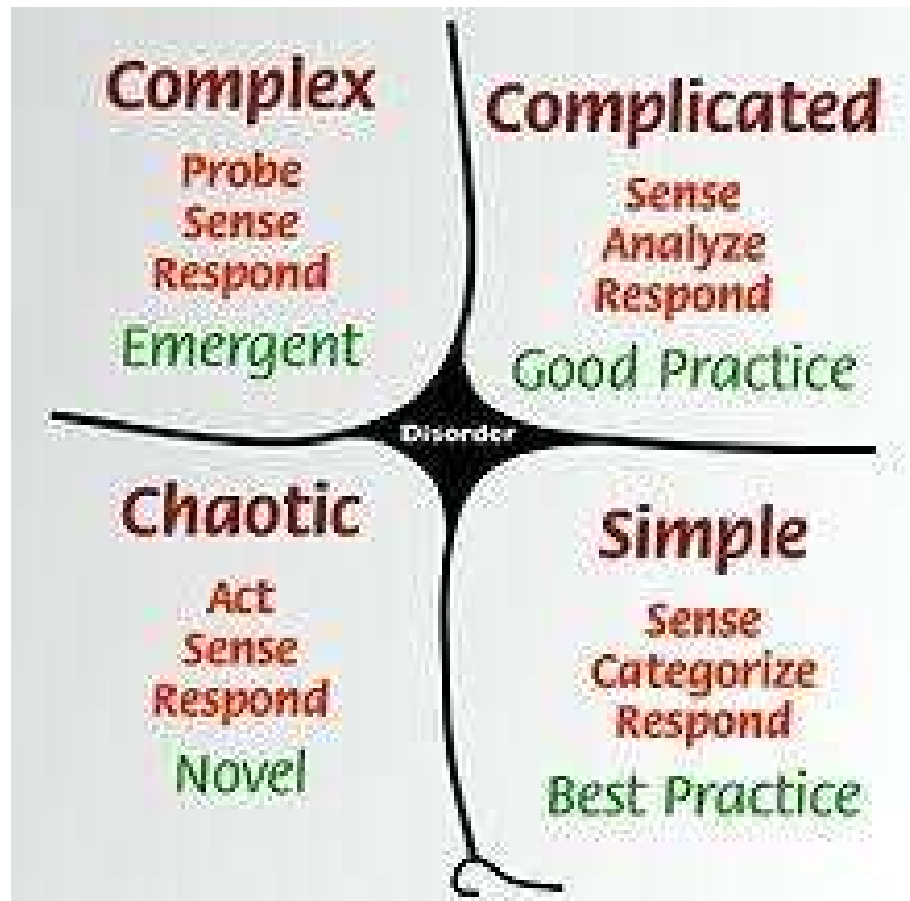 Complex
Probe
Sense
Respond
Emergent
Complicated
Sense
Analyze
Respond
Good Practice
Disorder
Chaotic
Act
Sense
Respond
Novel
Simple
Sense
Categorize
Respond
Best Practice